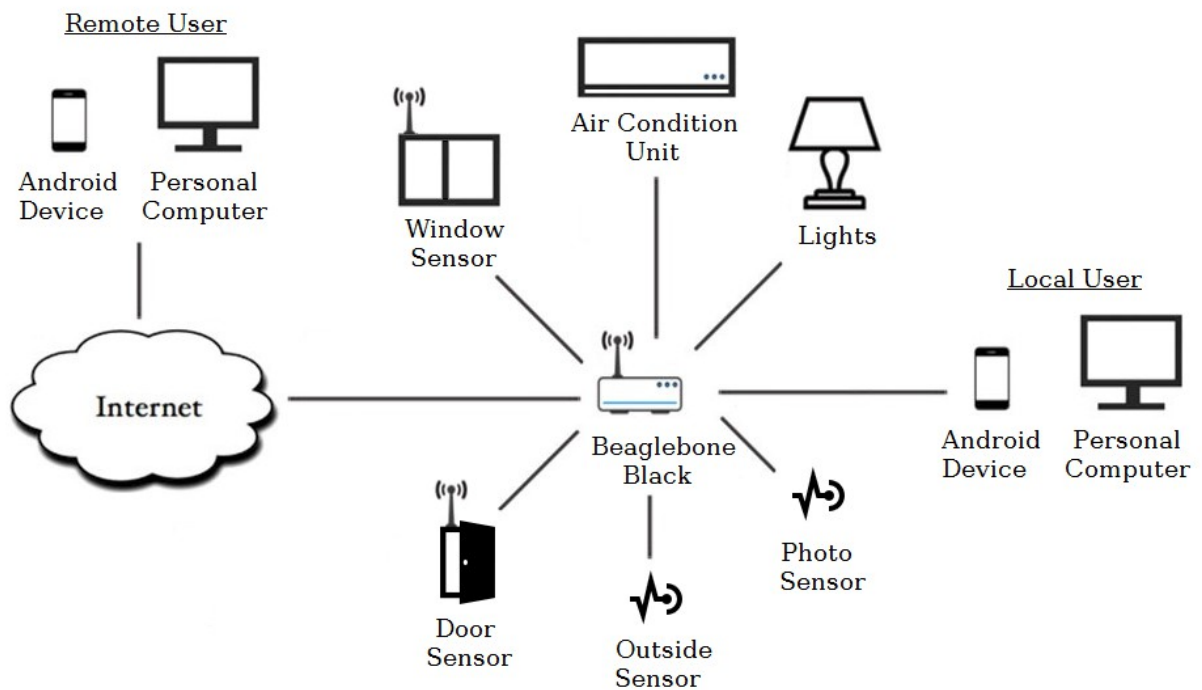 Remote User
Android
Device
Personal
Computer
Window
Sensor
Air Condition
Unit
Lights
Local User
Internet
Beaglebone
Black
Android
Device
Personal
Computer
Door
Sensor
Outside
Sensor
Photo
Sensor